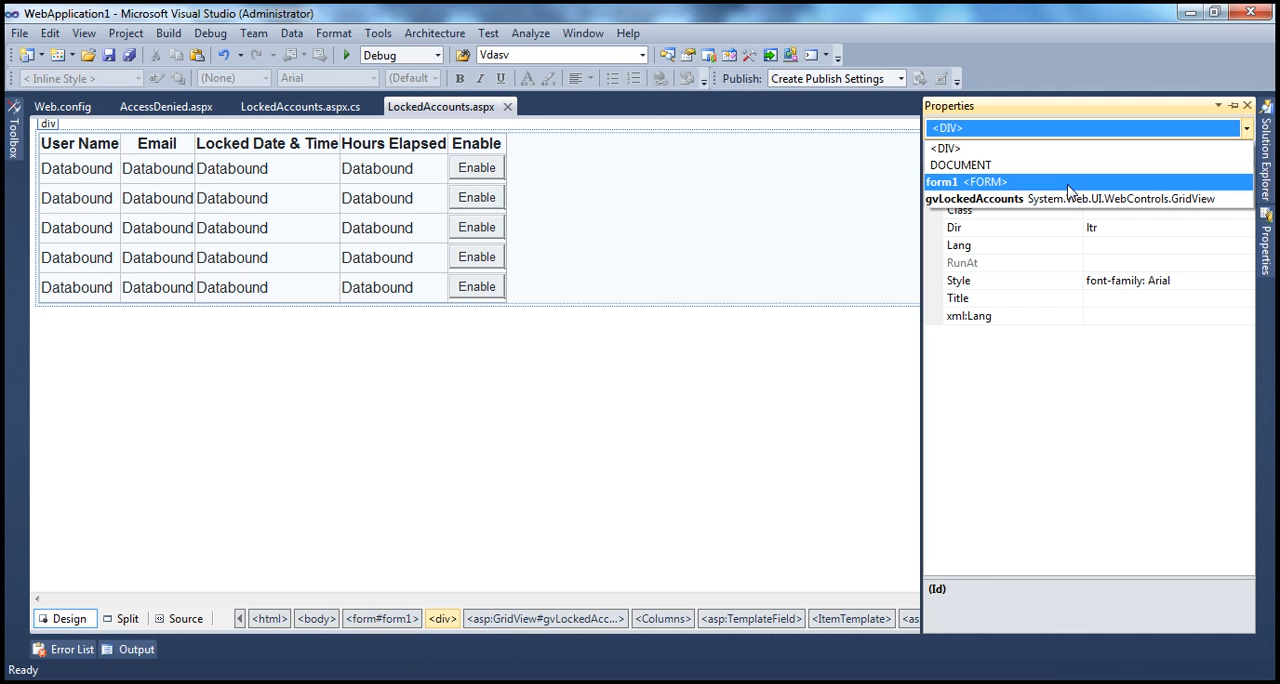 WebApplication1 - Microsoft Visual Studio (Administrator)
File Edit View Project Build Debug Team Data Format Tools Architecture Test Analyze Window Help
Debug Vdasv
< Inline Style > (None) Arial (Default B I U A Publish: Create Publish Settings
Web.config AccessDenied.aspx LockedAccounts.aspx.cs LockedAccounts.aspx
Toolbox
div
User Name Email Locked Date & Time Hours Elapsed Enable
Databound Databound Databound Databound Enable
Databound Databound Databound Databound Enable
Databound Databound Databound Databound Enable
Databound Databound Databound Databound Enable
Databound Databound Databound Databound Enable
Properties
<DIV>
<DIV>
DOCUMENT
form1 <FORM>
gvLockedAccounts System.Web.UI.WebControls.GridView
Class
Dir ltr
Lang
RunAt
Style font-family: Arial
Title
xml:Lang
(Id)
Solution Explorer
Properties
Design Split Source <html> <body> <form#form1> <div> <asp:GridView#gvLockedAcc...> <Columns> <asp:TemplateField> <ItemTemplate> <as
Error List Output
Ready